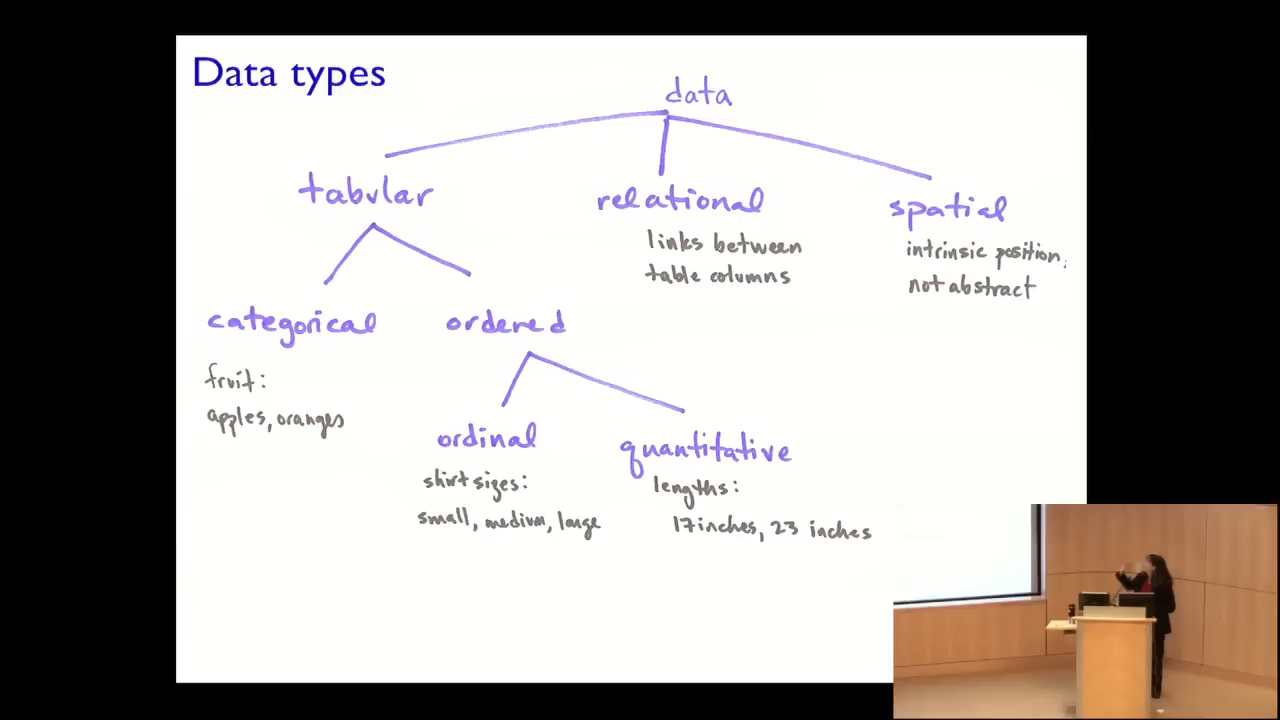 Data types
data
tabular
relational
spatial
links between
table columns
intrinsic position,
not abstract
categorical
ordered
fruit:
apples, oranges
ordinal
quantitative
shirt sizes:
small, medium, large
lengths:
17 inches, 23 inches